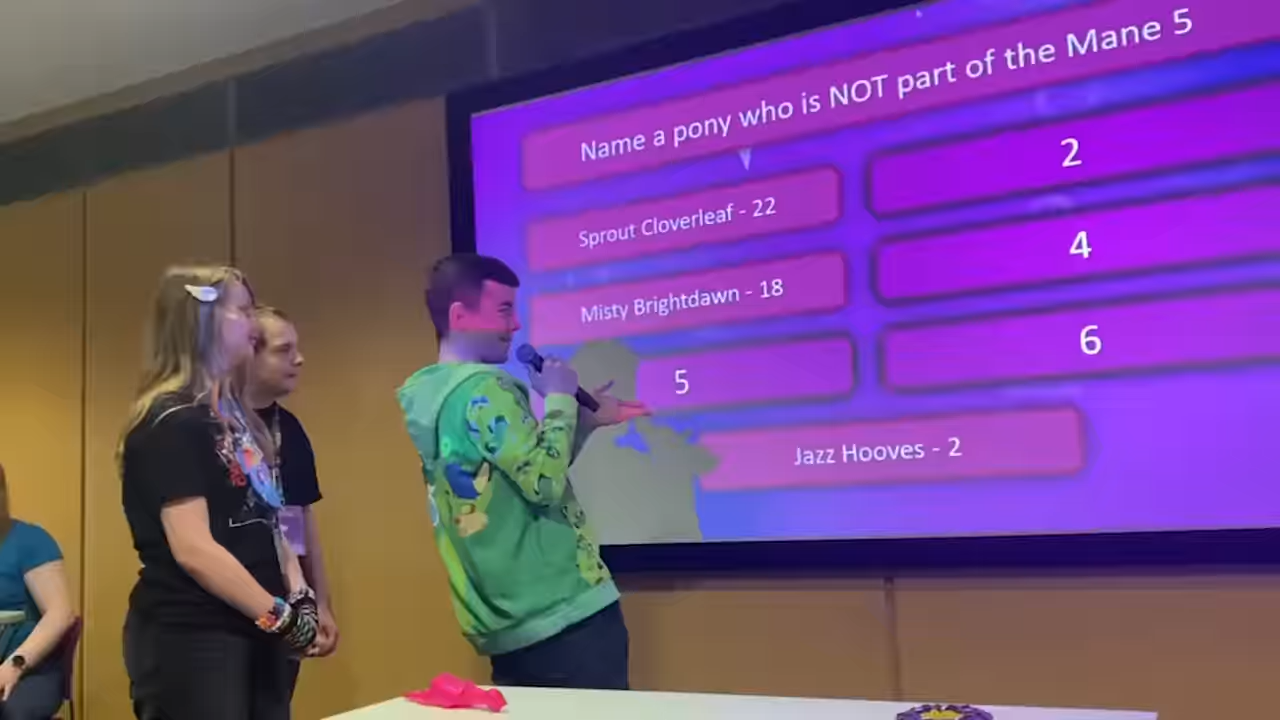 Name a pony who is NOT part of the Mane 5
Sprout Cloverleaf - 22
2
Misty Brightdawn - 18
4
5
6
Jazz Hooves - 2